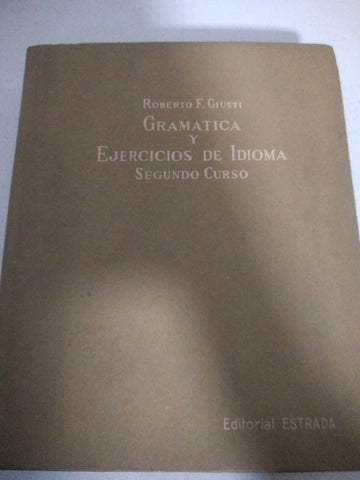 Roberto F. Giusti
GRAMATICA
Y
EJERCICIOS DE IDIOMA
SEGUNDO CURSO
Editorial ESTRADA